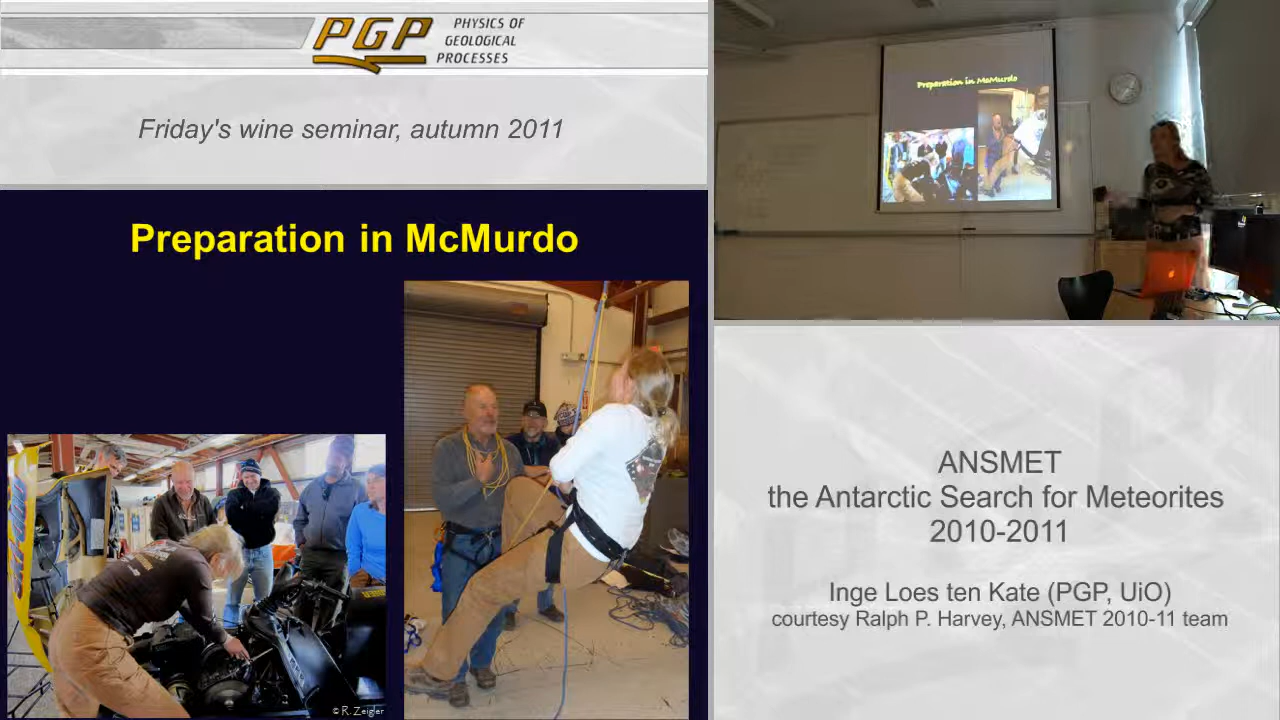 PGP
PHYSICS OF
GEOLOGICAL
PROCESSES
Friday's wine seminar, autumn 2011
Preparation in McMurdo
© R. Zeigler
Preparation in McMurdo
ANSMET
the Antarctic Search for Meteorites
2010-2011
Inge Loes ten Kate (PGP, UiO)
courtesy Ralph P. Harvey, ANSMET 2010-11 team